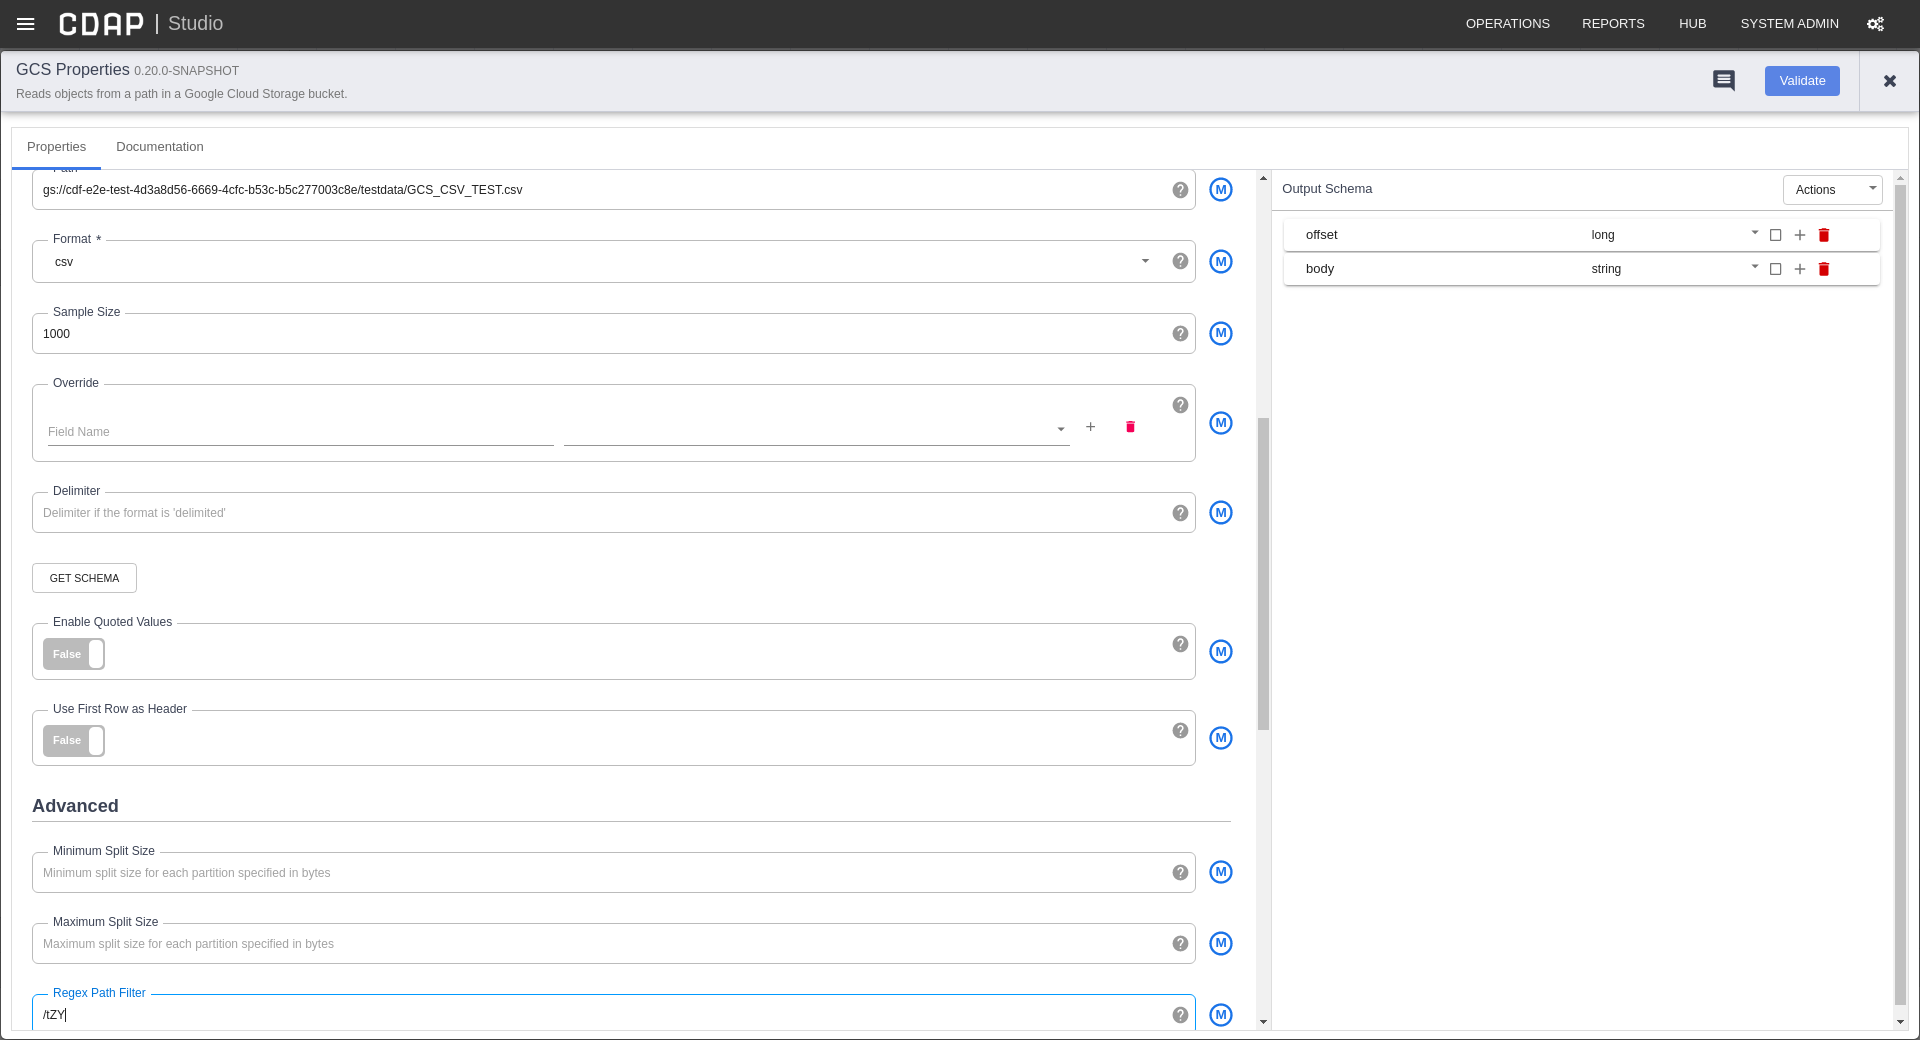 CDAP | Studio OPERATIONS REPORTS HUB SYSTEM ADMIN
GCS Properties 0.20.0-SNAPSHOT
Reads objects from a path in a Google Cloud Storage bucket.
Validate
Properties Documentation
Path
gs://cdf-e2e-test-4d3a8d56-6669-4cfc-b53c-b5c277003c8e/testdata/GCS_CSV_TEST.csv
M
Format *
csv
M
Sample Size
1000
M
Override
Field Name
M
Delimiter
Delimiter if the format is 'delimited'
M
GET SCHEMA
Enable Quoted Values
False
M
Use First Row as Header
False
M
Advanced
Minimum Split Size
Minimum split size for each partition specified in bytes
M
Maximum Split Size
Maximum split size for each partition specified in bytes
M
Regex Path Filter
/tZY
M
Output Schema Actions
offset long
body string